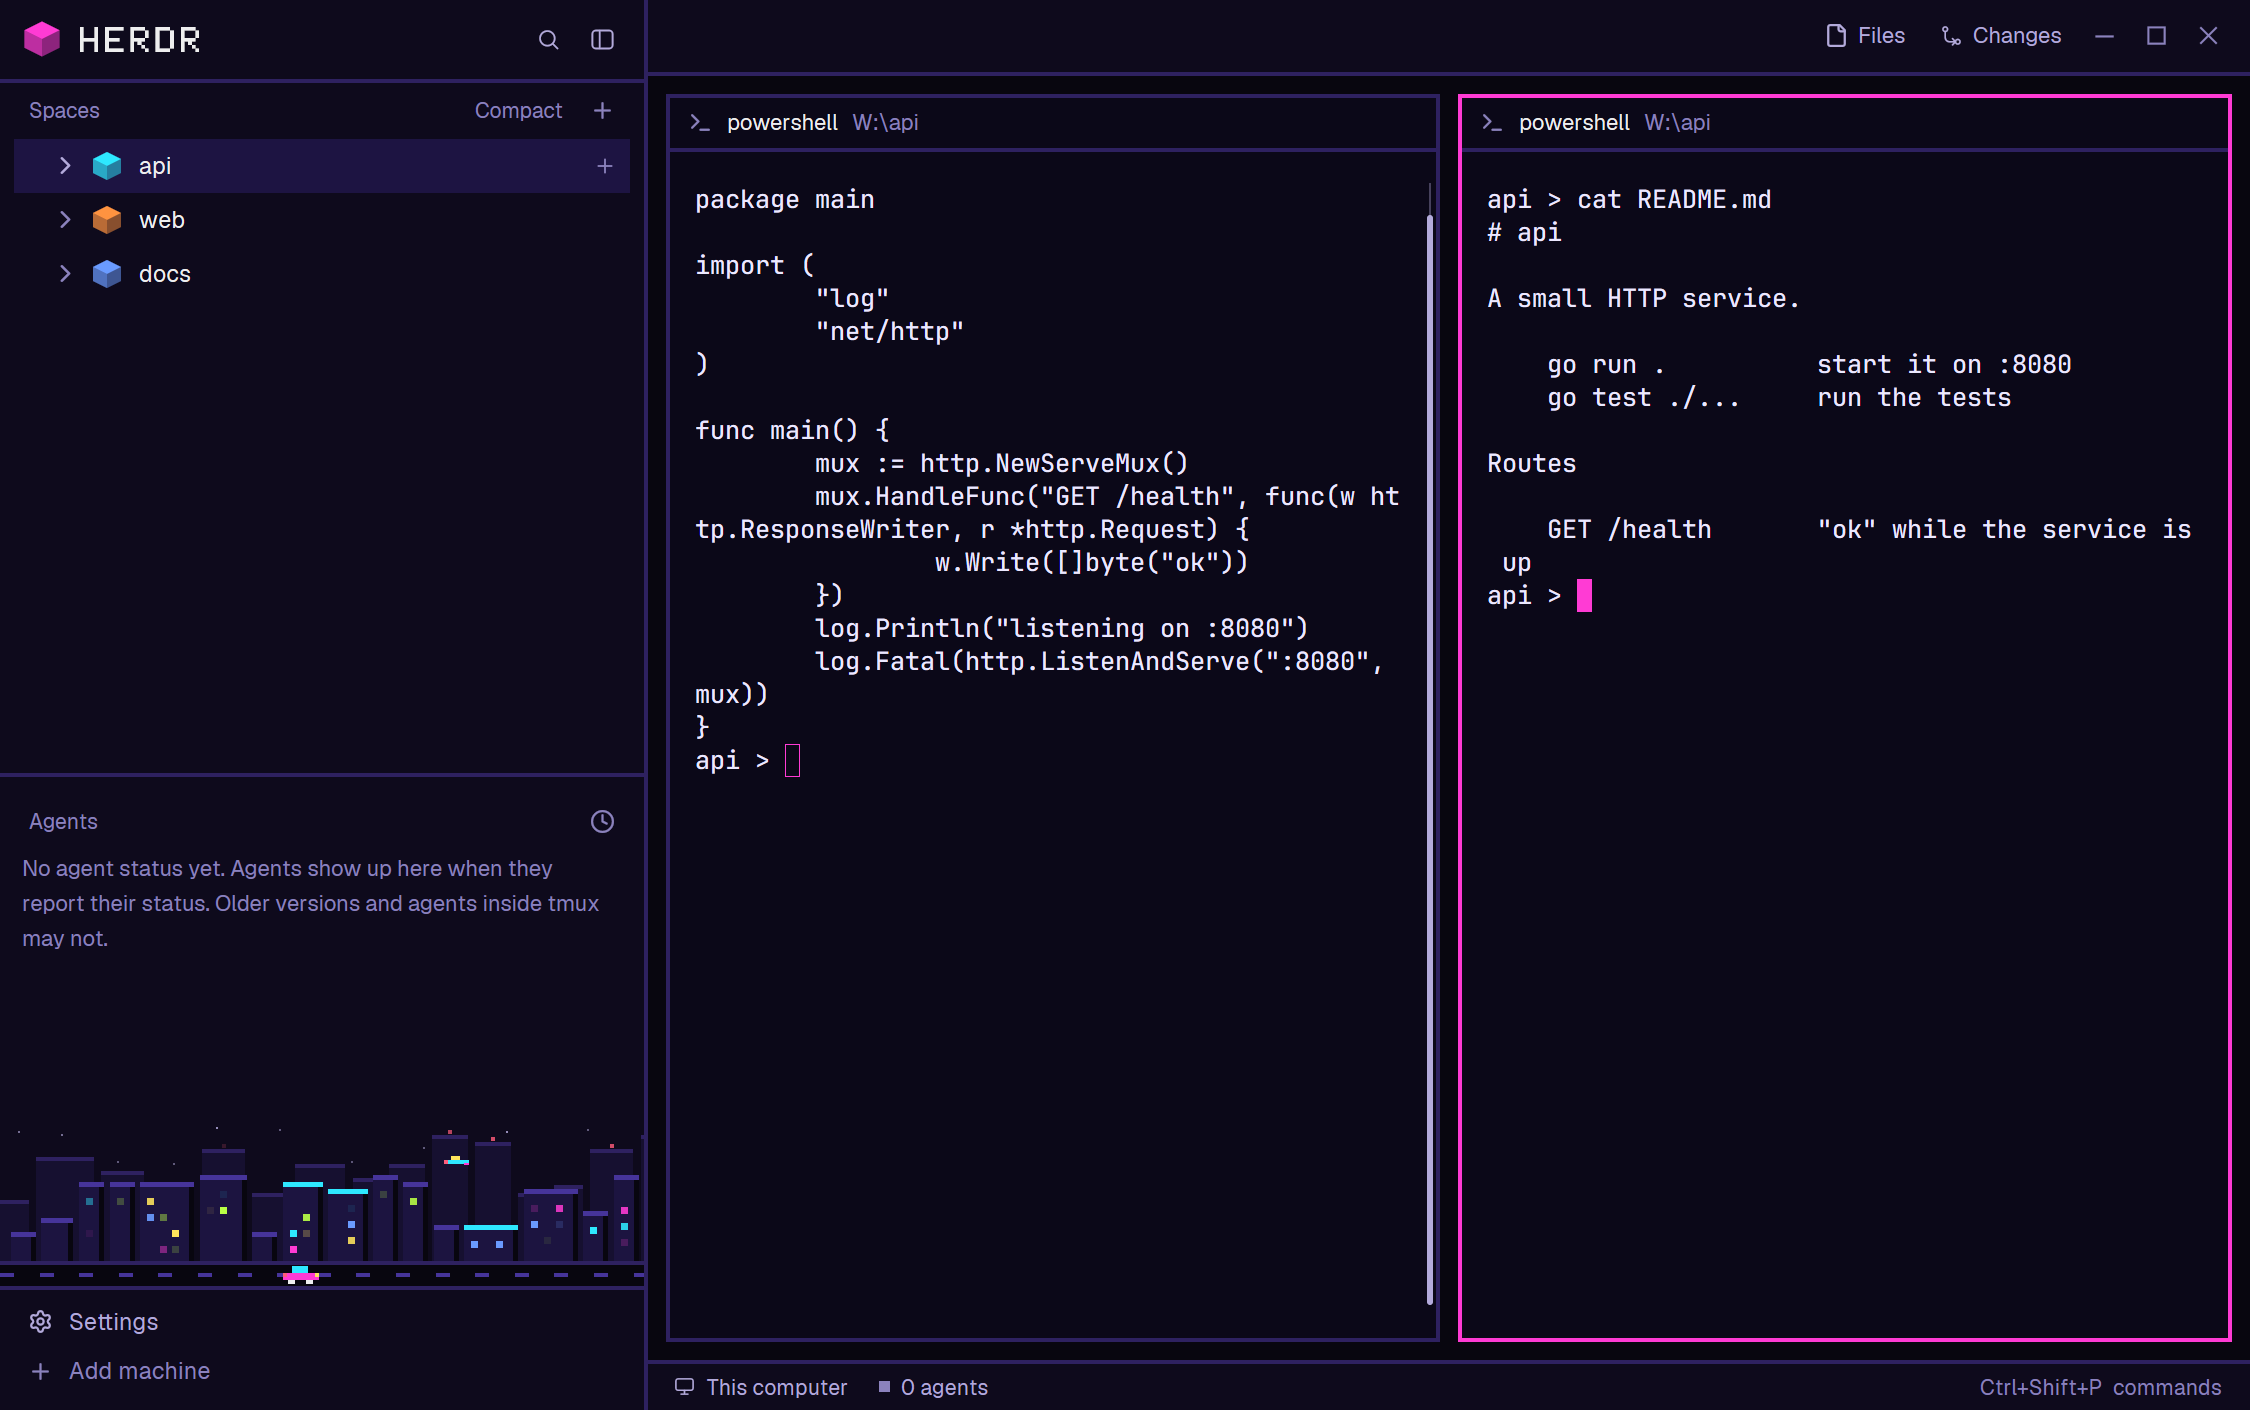 HERDR
Files
Changes
Spaces
Compact
api
web
docs
powershell W:\api
package main
import (
"log"
"net/http"
)
func main() {
mux := http.NewServeMux()
mux.HandleFunc("GET /health", func(w ht
tp.ResponseWriter, r *http.Request) {
w.Write([]byte("ok"))
})
log.Println("listening on :8080")
log.Fatal(http.ListenAndServe(":8080",
mux))
}
api >
powershell W:\api
api > cat README.md
# api
A small HTTP service.
go run . start it on :8080
go test ./... run the tests
Routes
GET /health "ok" while the service is
up
api >
Agents
No agent status yet. Agents show up here when they
report their status. Older versions and agents inside tmux
may not.
Settings
Add machine
This computer
0 agents
Ctrl+Shift+P commands